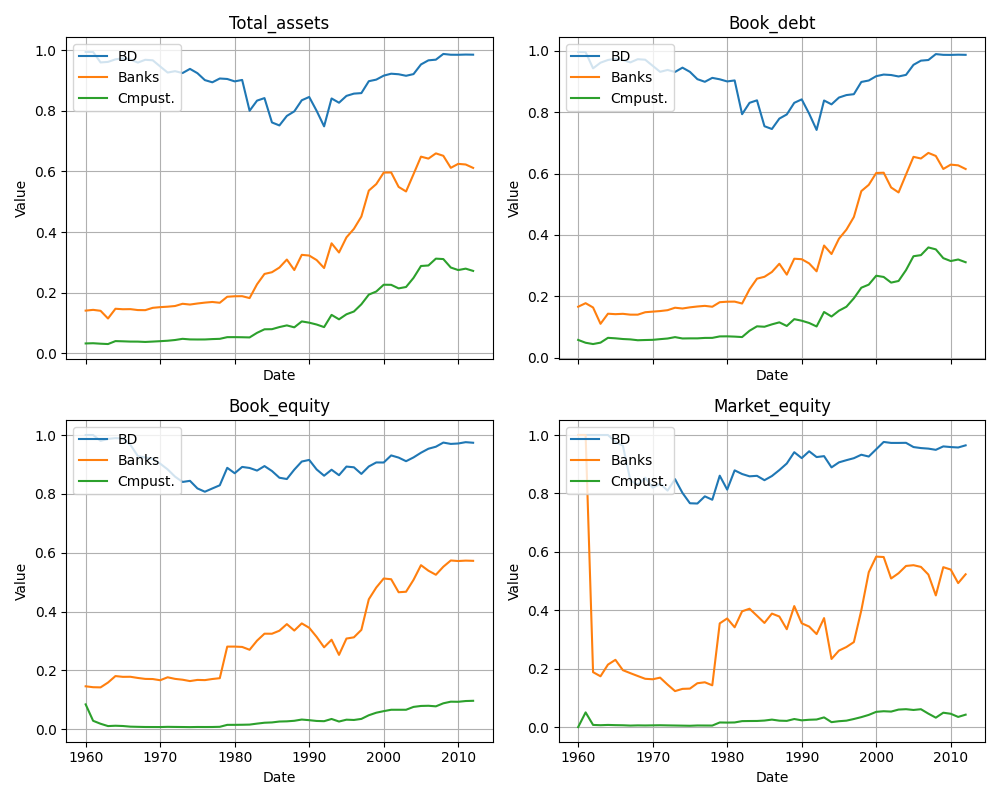 Total_assets
1.0
0.8
0.6
0.4
0.2
0.0
Value
BD
Banks
Cmpust.
Date
Book_debt
1.0
0.8
0.6
0.4
0.2
0.0
Value
BD
Banks
Cmpust.
Date
Book_equity
1.0
0.8
0.6
0.4
0.2
0.0
Value
BD
Banks
Cmpust.
1960 1970 1980 1990 2000 2010
Date
Market_equity
1.0
0.8
0.6
0.4
0.2
0.0
Value
BD
Banks
Cmpust.
1960 1970 1980 1990 2000 2010
Date